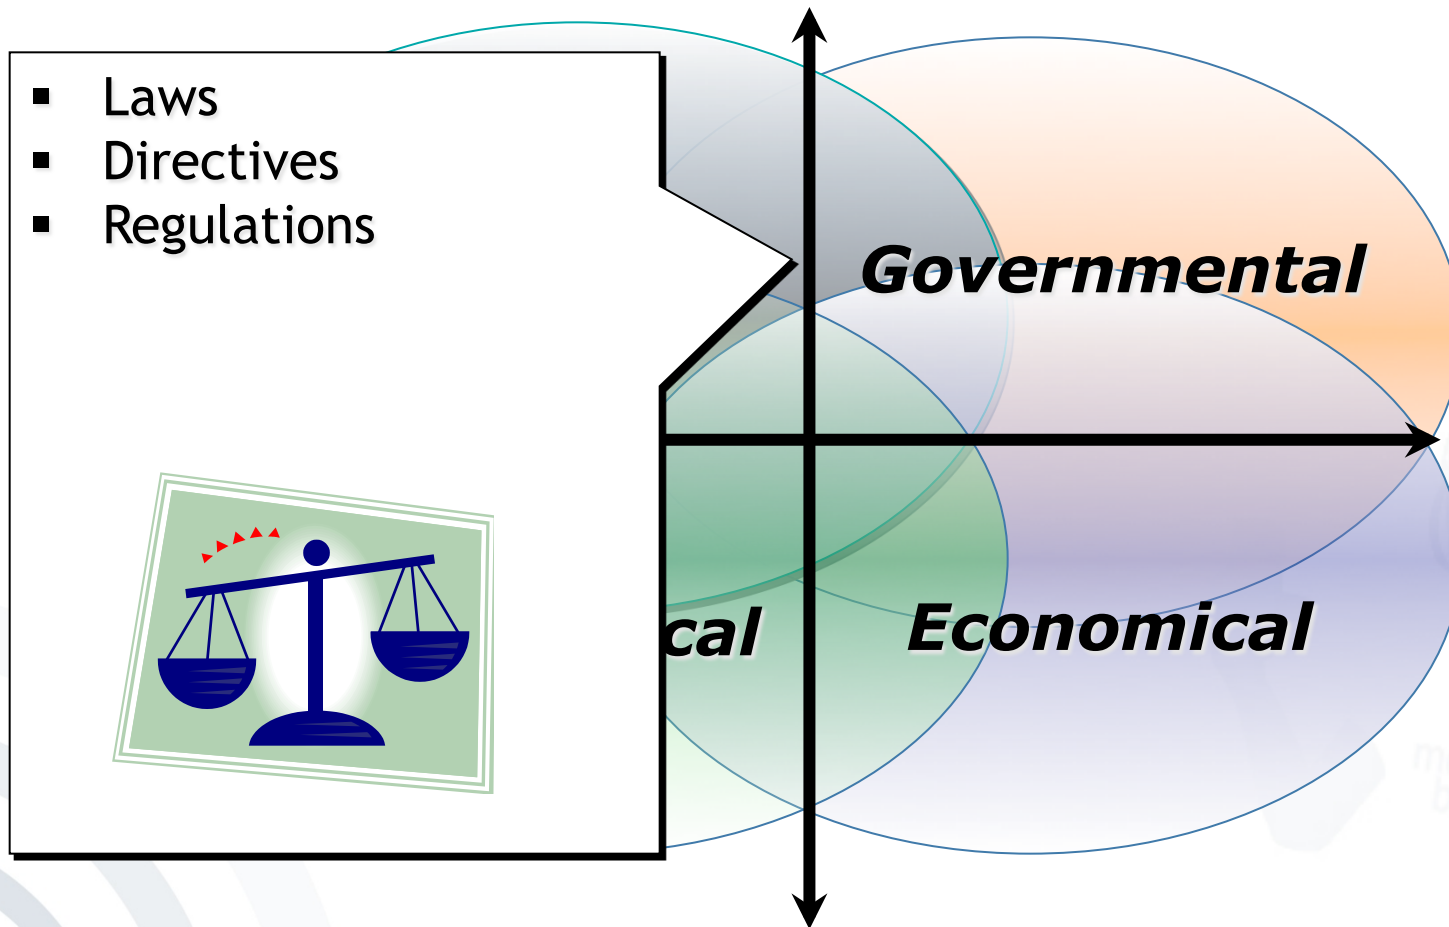 Laws
Directives
Regulations
Governmental
cal
Economical